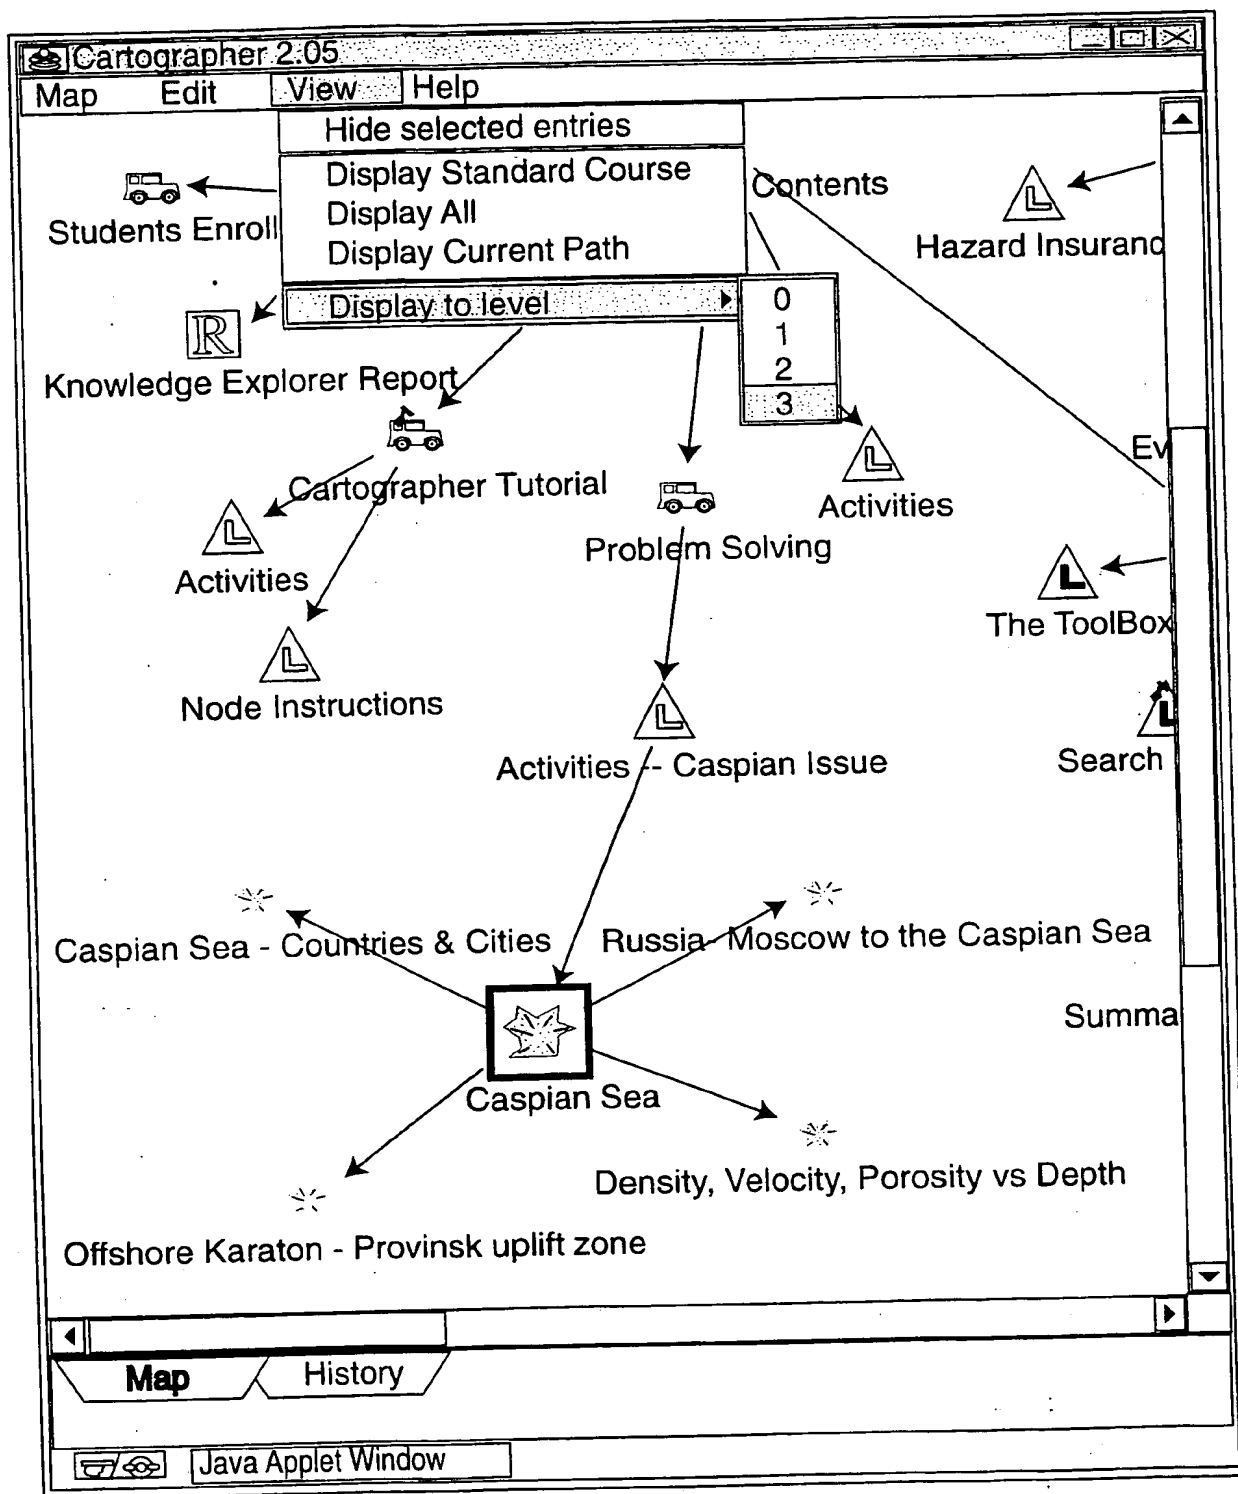 Cartographer 2.05
Map Edit View Help
Hide selected entries
Display Standard Course
Display All
Display Current Path
Display to level
0
1
2
3
Contents
Students Enroll
Hazard Insuranc
R
Knowledge Explorer Report
L
Cartographer Tutorial
L
Activities
Ev
L
Activities
Problem Solving
L
The ToolBox
L
Node Instructions
L
Activities -- Caspian Issue
L
Search
Caspian Sea - Countries & Cities
Russia- Moscow to the Caspian Sea
Summa
Caspian Sea
Density, Velocity, Porosity vs Depth
Offshore Karaton - Provinsk uplift zone
Map
History
Java Applet Window